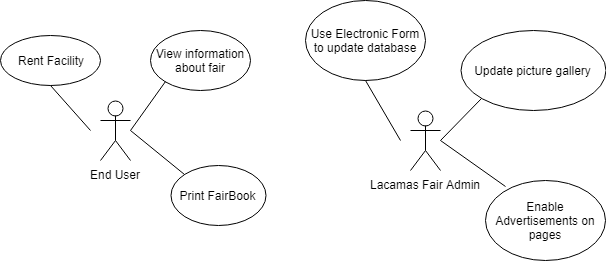 Rent Facility
View information
about fair
End User
Print FairBook
Use Electronic Form
to update database
Update picture gallery
Lacamas Fair Admin
Enable
Advertisements on
pages